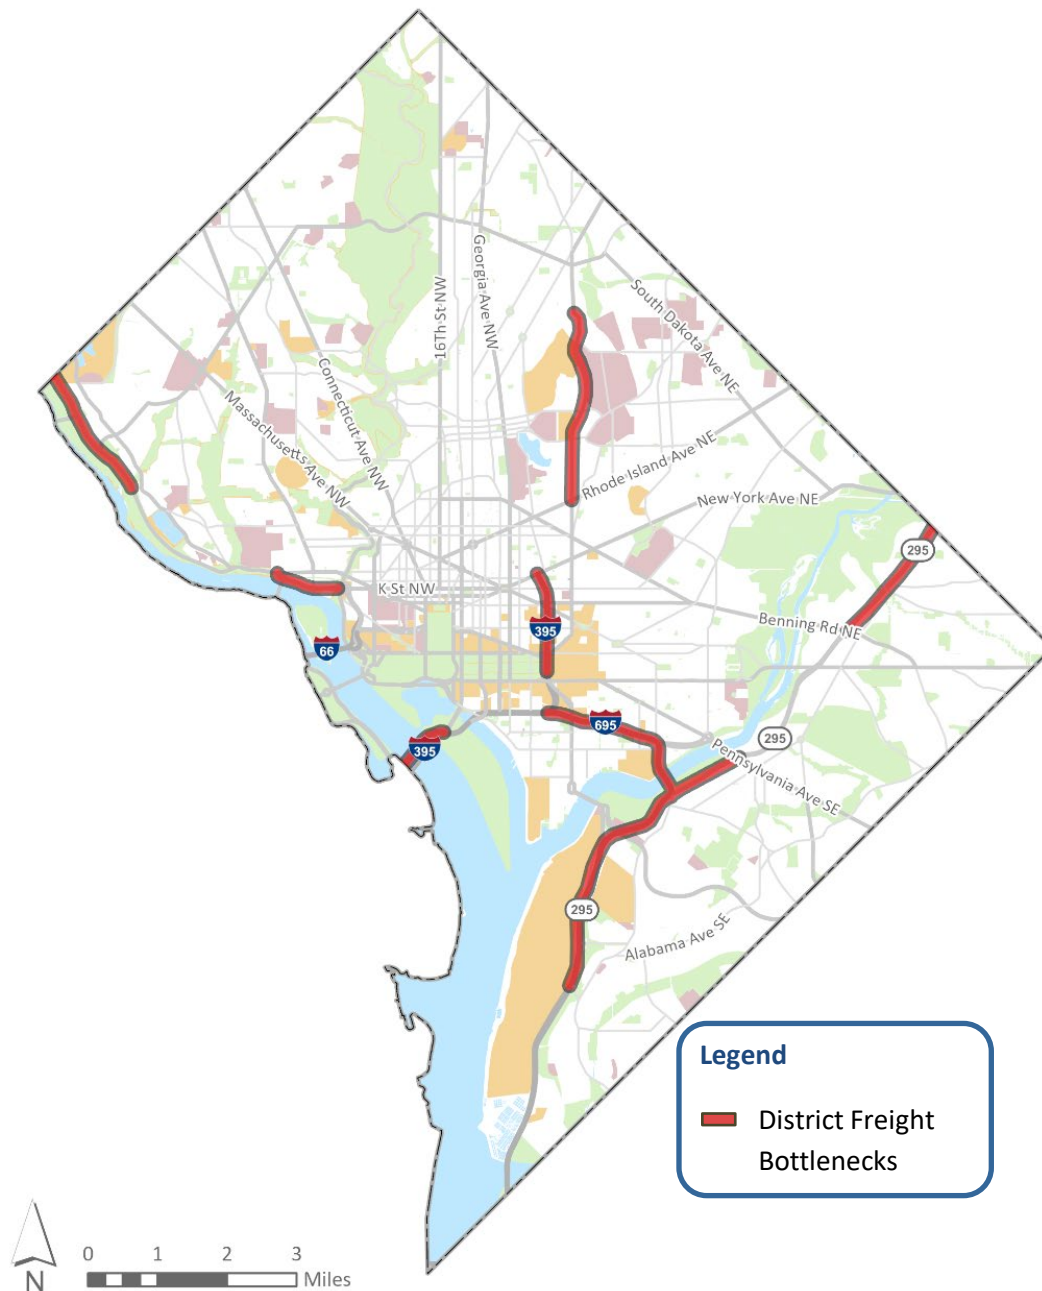 16Th St NW
Georgia Ave NW
South Dakota Ave NE
Connecticut Ave NW
Massachusetts Ave NW
Rhode Island Ave NE
New York Ave NE
295
K St NW
Benning Rd NE
395
66
695
395
295
Pennsylvania Ave SE
295
Alabama Ave SE
Legend
District Freight
Bottlenecks
0 1 2 3
Miles
N